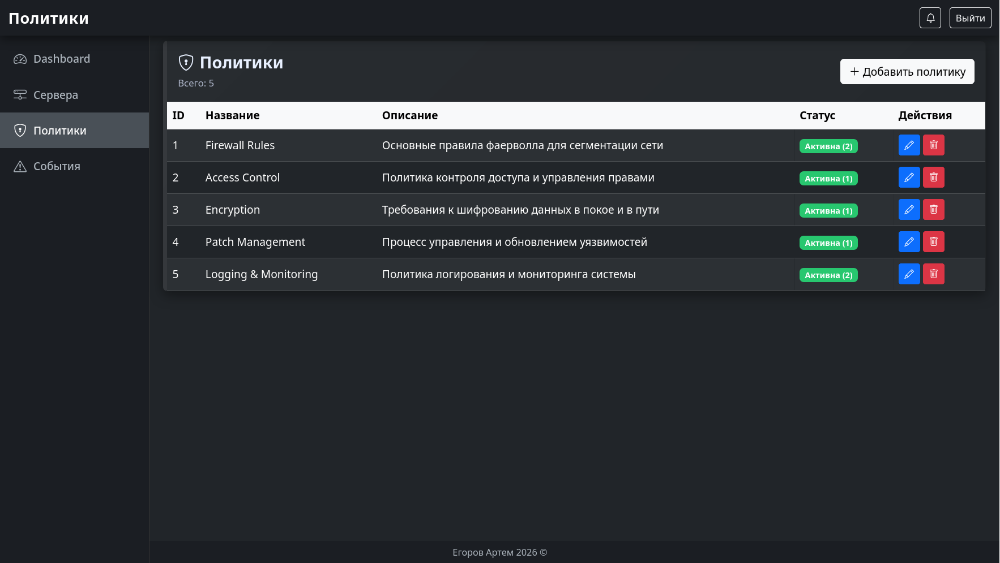 Политики
Выйти
Dashboard
Сервера
Политики
События
Политики
Всего: 5
Добавить политику
ID Название Описание Статус Действия
1 Firewall Rules Основные правила фаерволла для сегментации сети Активна (2)
2 Access Control Политика контроля доступа и управления правами Активна (1)
3 Encryption Требования к шифрованию данных в покое и в пути Активна (1)
4 Patch Management Процесс управления и обновлением уязвимостей Активна (1)
5 Logging & Monitoring Политика логирования и мониторинга системы Активна (2)
Егоров Артем 2026 ©